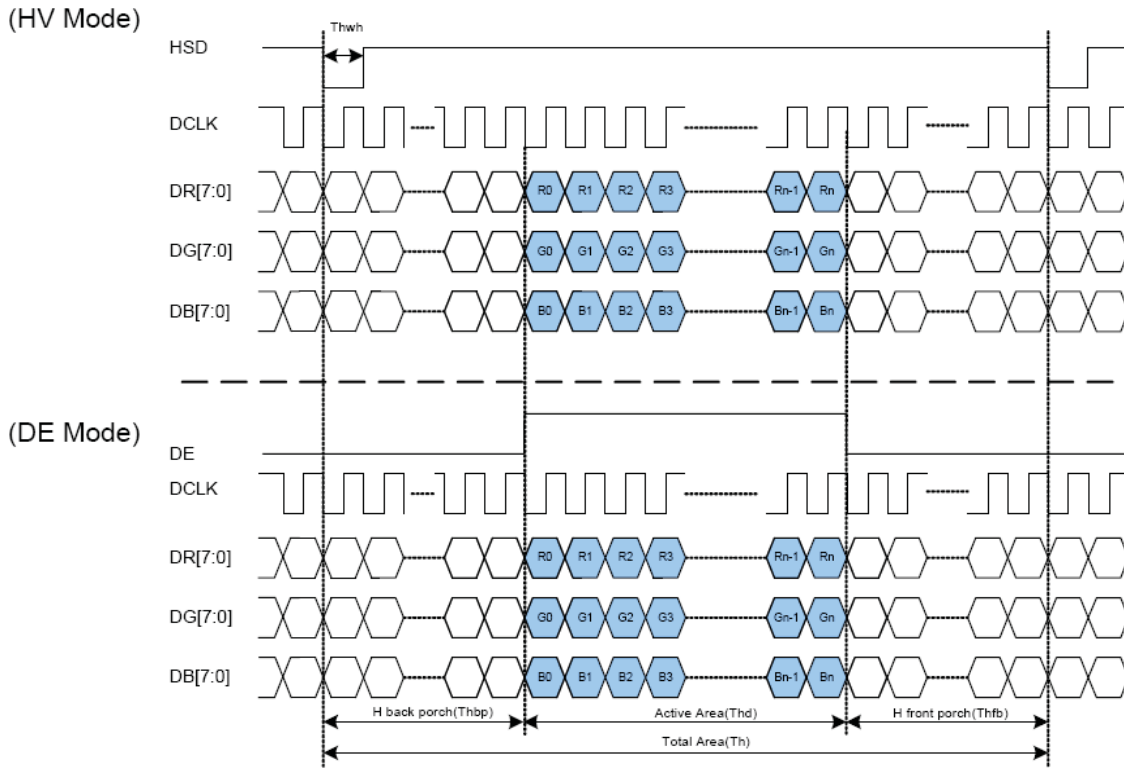 (HV Mode)
Thwh
HSD
DCLK
DR[7:0] R0 R1 R2 R3 Rn-1 Rn
DG[7:0] G0 G1 G2 G3 Gn-1 Gn
DB[7:0] B0 B1 B2 B3 Bn-1 Bn
(DE Mode)
DE
DCLK
DR[7:0] R0 R1 R2 R3 Rn-1 Rn
DG[7:0] G0 G1 G2 G3 Gn-1 Gn
DB[7:0] B0 B1 B2 B3 Bn-1 Bn
H back porch(Thbp) Active Area(Thd) H front porch(Thfb)
Total Area(Th)